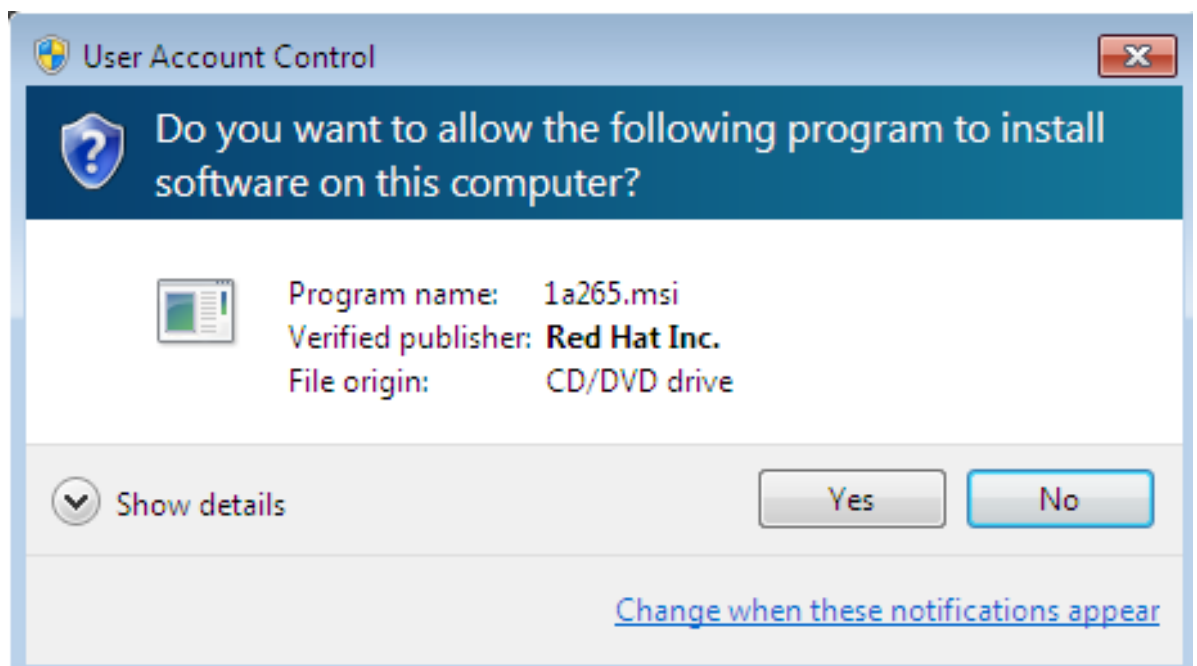 User Account Control
Do you want to allow the following program to install
software on this computer?
Program name: 1a265.msi
Verified publisher: Red Hat Inc.
File origin: CD/DVD drive
Show details
Yes
No
Change when these notifications appear